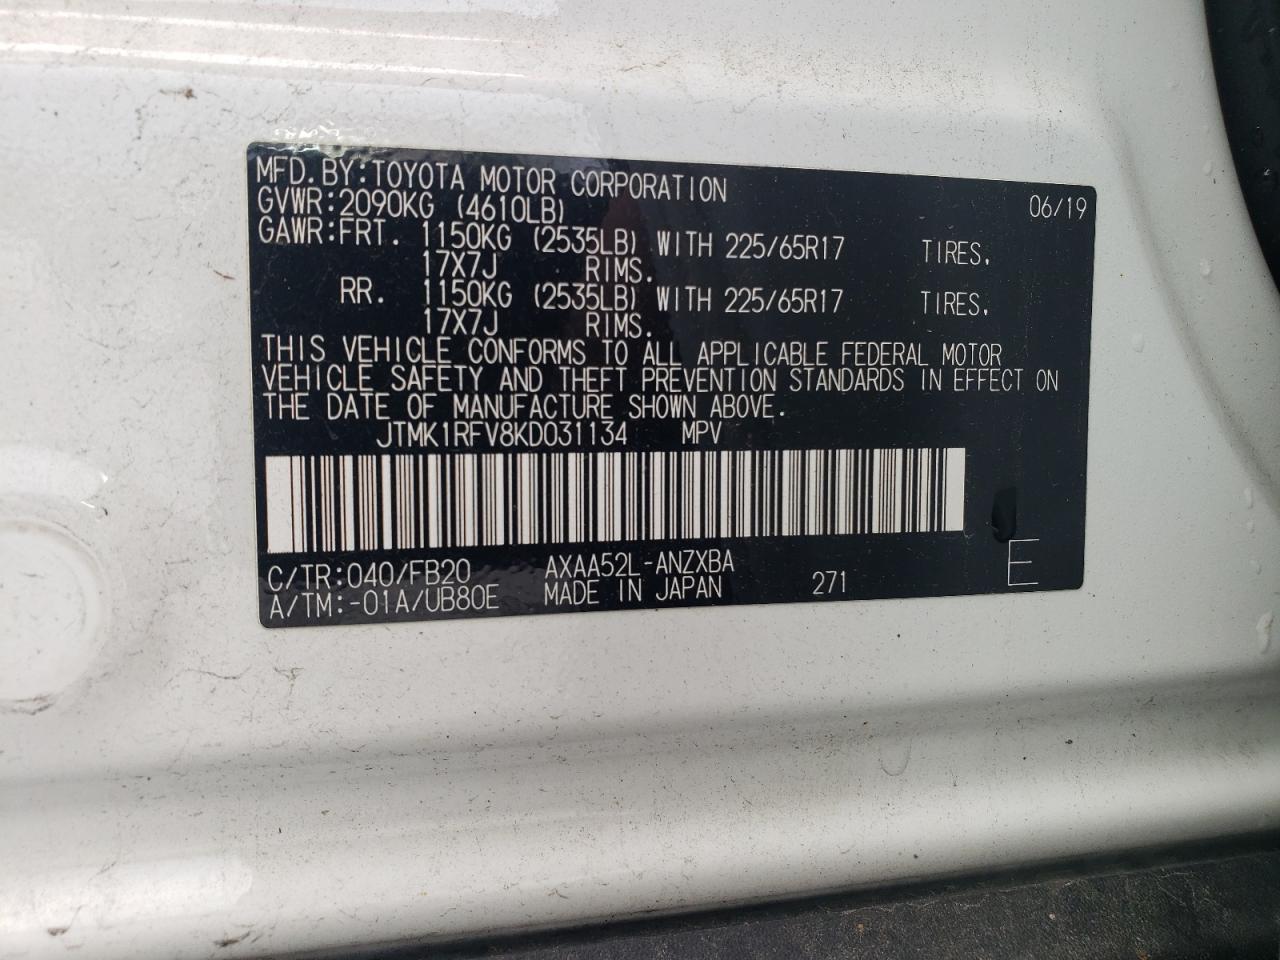 MFD.BY:TOYOTA MOTOR CORPORATION 06/19
GVWR:2090KG (4610LB)
GAWR:FRT. 1150KG (2535LB) WITH 225/65R17 TIRES.
17X7J RIMS.
RR. 1150KG (2535LB) WITH 225/65R17 TIRES.
17X7J RIMS.
THIS VEHICLE CONFORMS TO ALL APPLICABLE FEDERAL MOTOR
VEHICLE SAFETY AND THEFT PREVENTION STANDARDS IN EFFECT ON
THE DATE OF MANUFACTURE SHOWN ABOVE.
JTMK1RFV8KD031134 MPV
C/TR:040/FB20 AXAA52L-ANZXBA
A/TM:-01A/UB80E MADE IN JAPAN 271 E